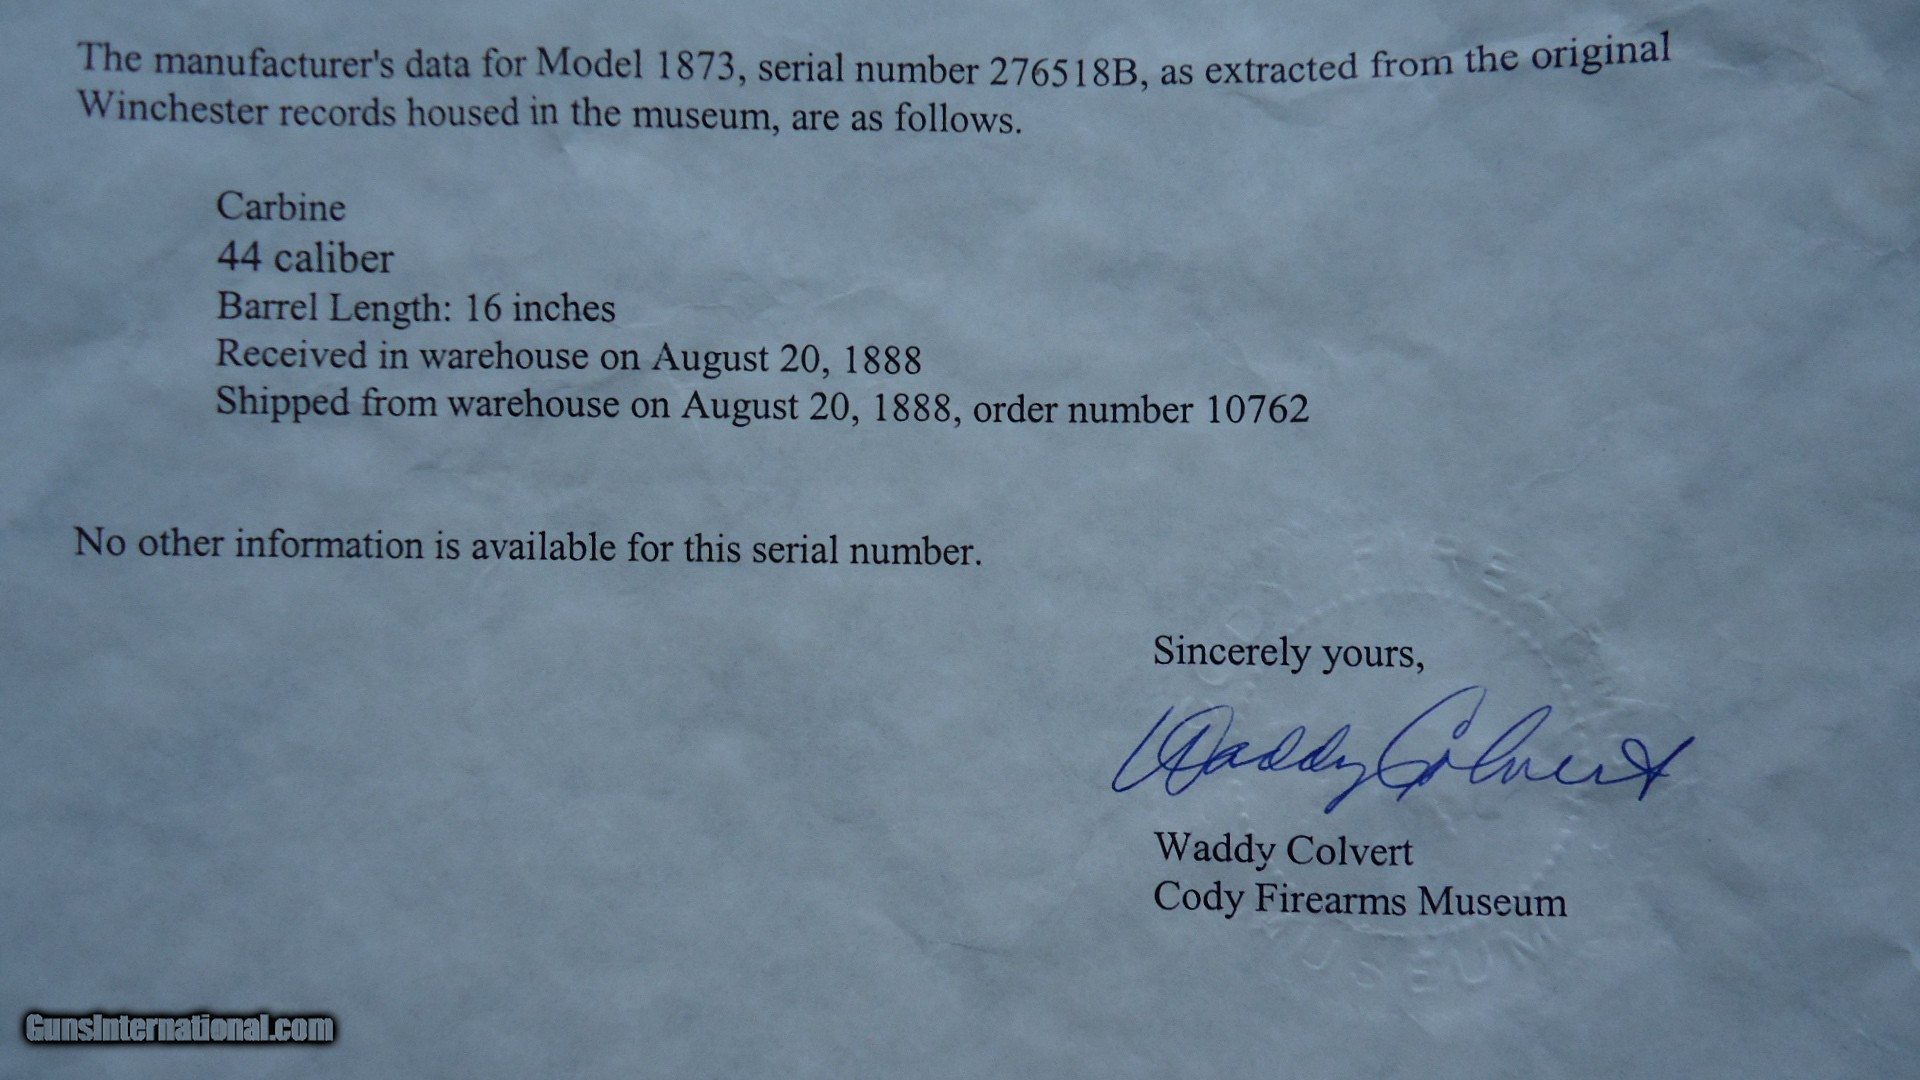 The manufacturer's data for Model 1873, serial number 276518B, as extracted from the original
Winchester records housed in the museum, are as follows.
Carbine
44 caliber
Barrel Length: 16 inches
Received in warehouse on August 20, 1888
Shipped from warehouse on August 20, 1888, order number 10762
No other information is available for this serial number.
Sincerely yours,
Waddy Colvert
Waddy Colvert
Cody Firearms Museum
CODY FIREARMS
MUSEUM
GunsInternational.com